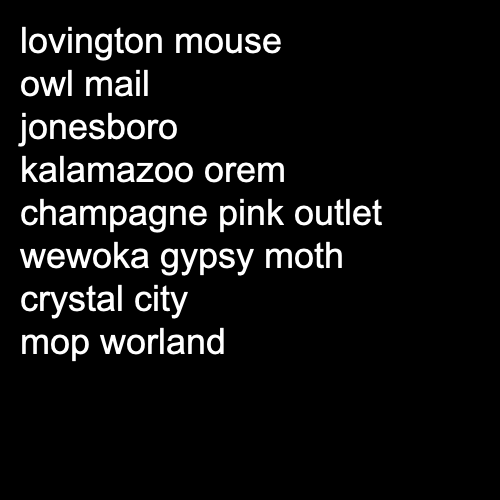 lovington mouse
owl mail
jonesboro
kalamazoo orem
champagne pink outlet
wewoka gypsy moth
crystal city
mop worland